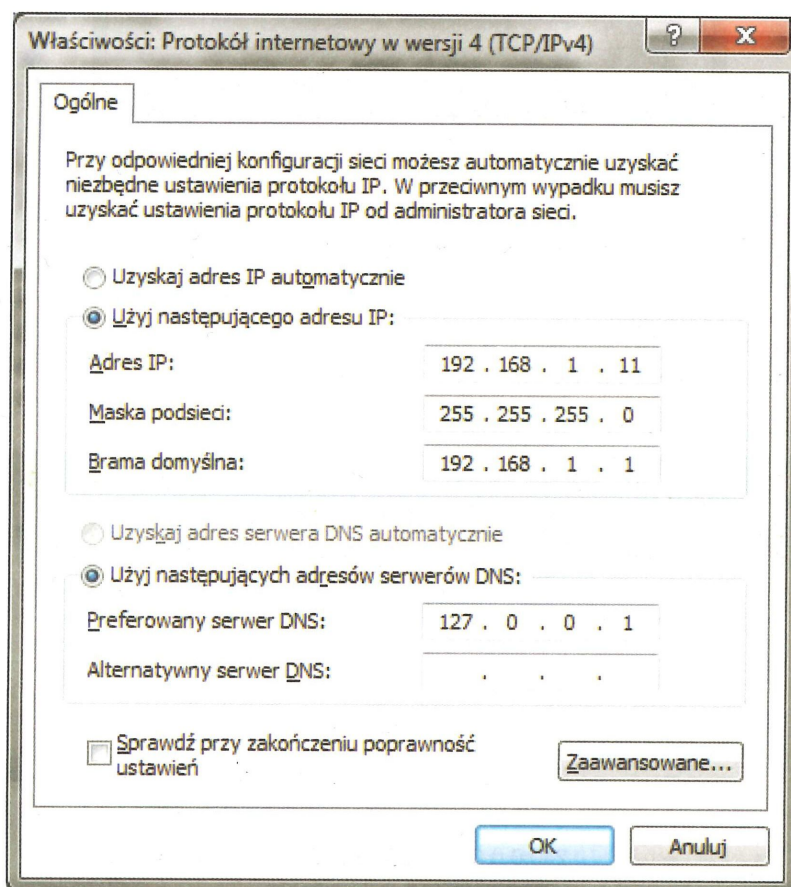 Właściwości: Protokół internetowy w wersji 4 (TCP/IPv4)
?
X
Ogólne
Przy odpowiedniej konfiguracji sieci możesz automatycznie uzyskać
niezbędne ustawienia protokołu IP. W przeciwnym wypadku musisz
uzyskać ustawienia protokołu IP od administratora sieci.
Uzyskaj adres IP automatycznie
Użyj następującego adresu IP:
Adres IP: 192 . 168 . 1 . 11
Maska podsieci: 255 . 255 . 255 . 0
Brama domyślna: 192 . 168 . 1 . 1
Uzyskaj adres serwera DNS automatycznie
Użyj następujących adresów serwerów DNS:
Preferowany serwer DNS: 127 . 0 . 0 . 1
Alternatywny serwer DNS: . . .
Sprawdź przy zakończeniu poprawność
ustawień
Zaawansowane...
OK Anuluj